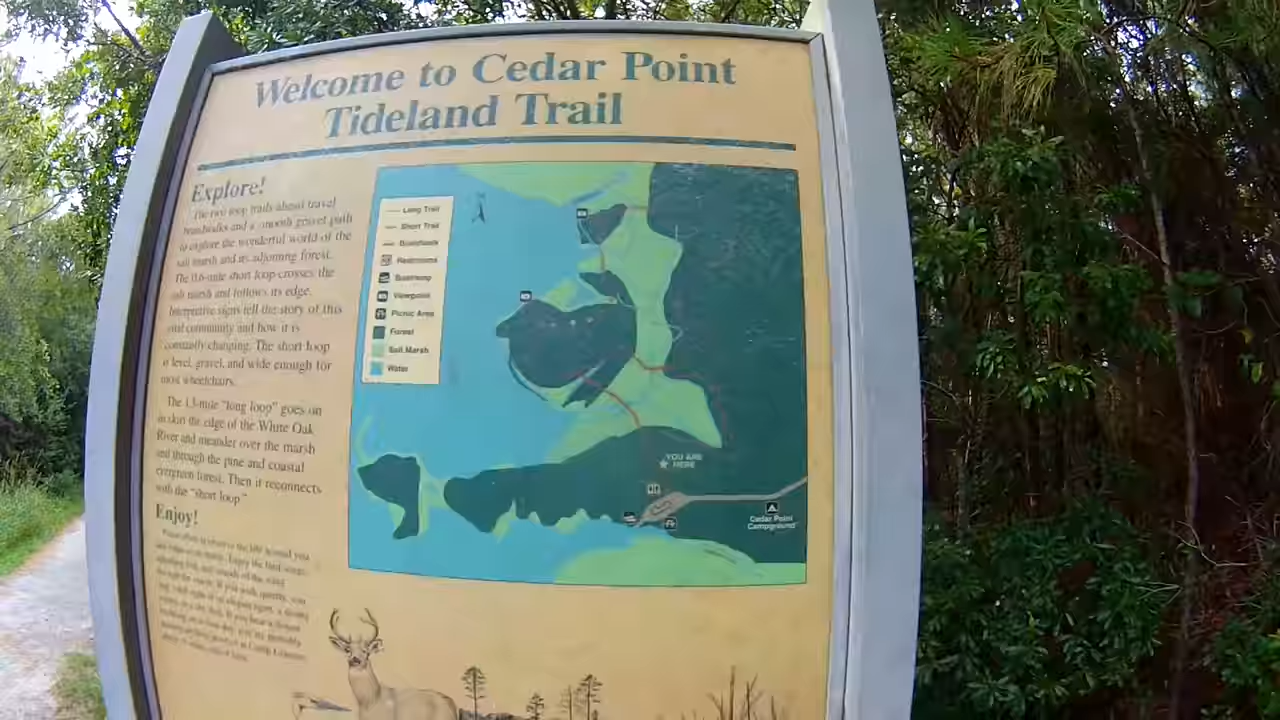 Welcome to Cedar Point
Tideland Trail
Explore!
The two loop trails ahead travel
boardwalks and a smooth gravel path
to explore the wonderful world of the
salt marsh and its adjoining forest.
The 0.6-mile short loop crosses the
salt marsh and follows its edge.
Interpretive signs tell the story of this
vital community and how it is
constantly changing. The short loop
is level, gravel, and wide enough for
most wheelchairs.
The 1.3-mile "long loop" goes on
to skirt the edge of the White Oak
River and meander over the marsh
and through the pine and coastal
evergreen forest. Then it reconnects
with the "short loop."
Enjoy!
Long Trail
Short Trail
Boardwalk
Restrooms
Boatramp
Viewpoint
Picnic Area
Forest
Salt Marsh
Water
N
YOU ARE
HERE
Cedar Point
Campground